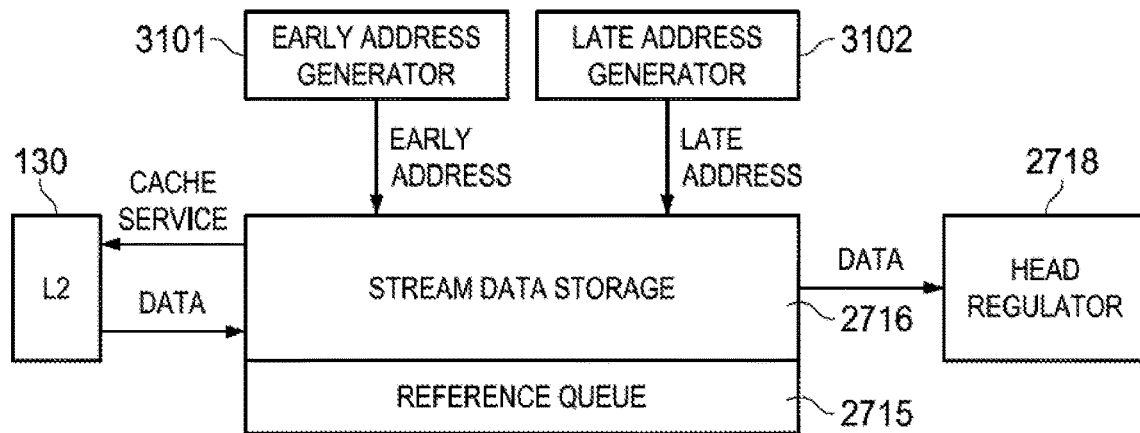 3101
EARLY ADDRESS
GENERATOR
LATE ADDRESS
GENERATOR
3102
EARLY
ADDRESS
LATE
ADDRESS
130
CACHE
SERVICE
L2
DATA
STREAM DATA STORAGE
2716
DATA
2718
HEAD
REGULATOR
REFERENCE QUEUE
2715